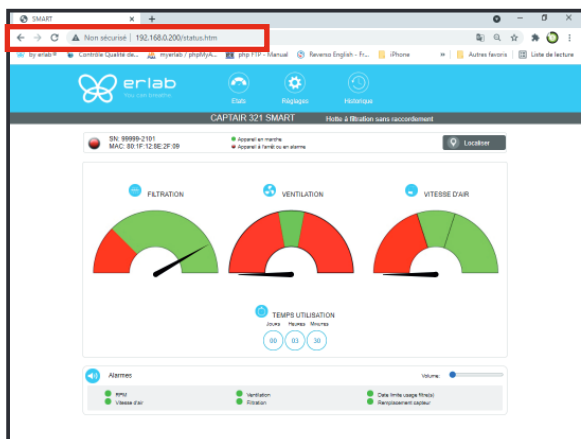 SMART
Non sécurisé | 192.168.0.200/status.htm
by erlab® Contrôle Qualité de... myerlab / phpMyA... php FTP - Manual Reverso English - Fr... iPhone » Autres favoris Liste de lecture
erlab
You can breathe
Etats Réglages Historique
CAPTAIR 321 SMART Hotte à filtration sans raccordement
SN: 99999-2101
MAC: 80:1F:12:8E:2F:09
Appareil en marche
Appareil à l'arrêt ou en alarme
Localiser
FILTRATION VENTILATION VITESSE D'AIR
TEMPS UTILISATION
Jours Heures Minutes
00 03 30
Alarmes Volume:
RPM Ventilation Date limite usage filtre(s)
Vitesse d'air Filtration Remplacement capteur